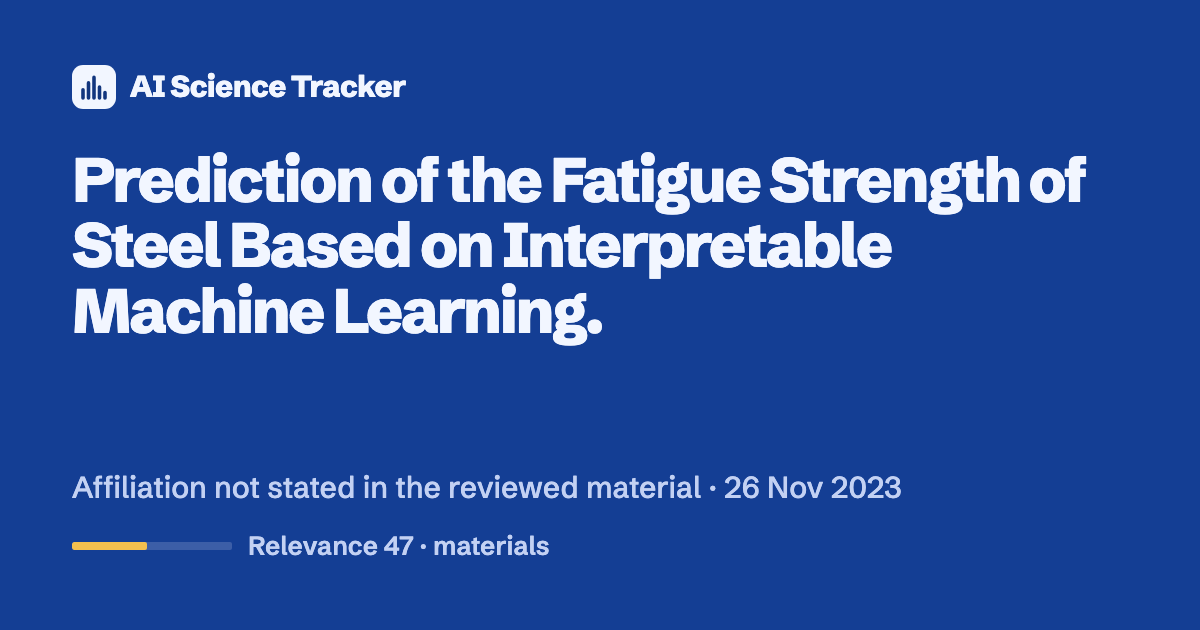 AI Science Tracker
Prediction of the Fatigue Strength of
Steel Based on Interpretable
Machine Learning.
Affiliation not stated in the reviewed material · 26 Nov 2023
Relevance 47 · materials